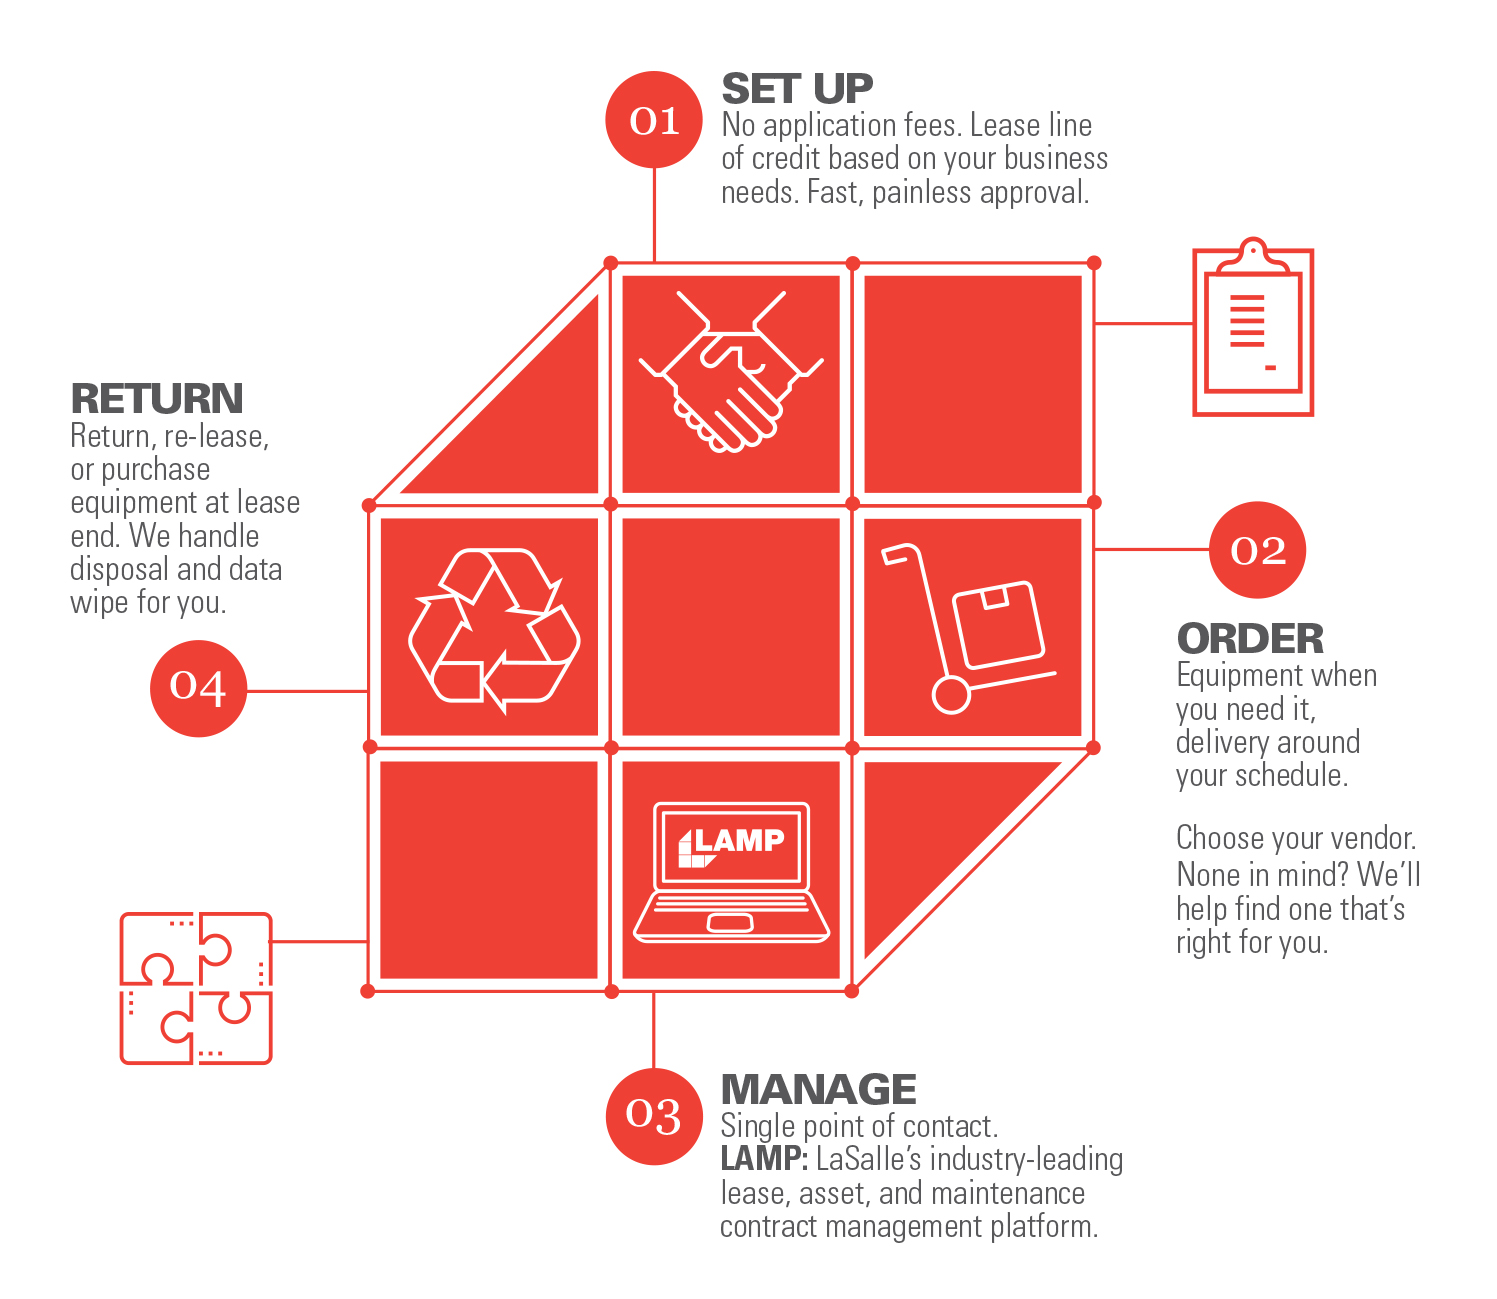 01
SET UP
No application fees. Lease line
of credit based on your business
needs. Fast, painless approval.
02
ORDER
Equipment when
you need it,
delivery around
your schedule.
Choose your vendor.
None in mind? We’ll
help find one that’s
right for you.
LAMP
03
MANAGE
Single point of contact.
LAMP: LaSalle’s industry-leading
lease, asset, and maintenance
contract management platform.
RETURN
Return, re-lease,
or purchase
equipment at lease
end. We handle
disposal and data
wipe for you.
04